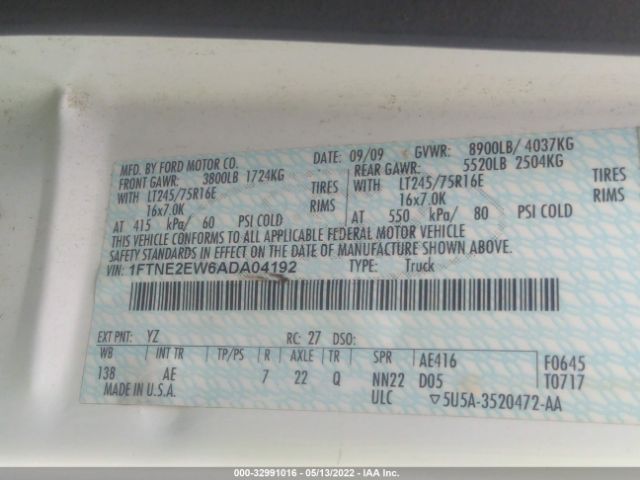 MFD. BY FORD MOTOR CO. DATE: 09/09 GVWR: 8900LB/ 4037KG
FRONT GAWR: 3800LB 1724KG REAR GAWR: 5520LB 2504KG
WITH LT245/75R16E TIRES WITH LT245/75R16E TIRES
16x7.0K RIMS 16x7.0K RIMS
AT 415 kPa/ 60 PSI COLD AT 550 kPa/ 80 PSI COLD
THIS VEHICLE CONFORMS TO ALL APPLICABLE FEDERAL MOTOR VEHICLE
SAFETY STANDARDS IN EFFECT ON THE DATE OF MANUFACTURE SHOWN ABOVE.
VIN: 1FTNE2EW6ADA04192 TYPE: Truck
EXT PNT: YZ RC: 27 DSO:
WB INT TR TP/PS R AXLE TR SPR AE416 F0645
138 AE 7 22 Q NN22 D05 T0717
MADE IN U.S.A. ULC ▽5U5A-3520472-AA
000-32991016 - 05/13/2022 - IAA Inc.